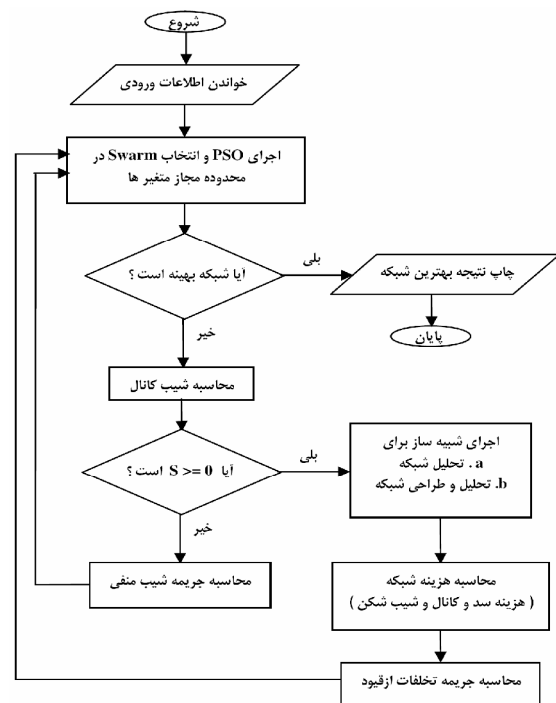 شروع
خواندن اطلاعات ورودی
اجرای PSO و انتخاب Swarm در
محدوده مجاز متغیر ها
آیا شبکه بهینه است ؟
بلی
چاپ نتیجه بهترین شبکه
پایان
خیر
محاسبه شیب کانال
آیا S >= 0 است ؟
بلی
اجرای شبیه ساز برای
a . تحلیل شبکه
b. تحلیل و طراحی شبکه
خیر
محاسبه جریمه شیب منفی
محاسبه هزینه شبکه
( هزینه سد و کانال و شیب شکن )
محاسبه جریمه تخلفات ازقیود